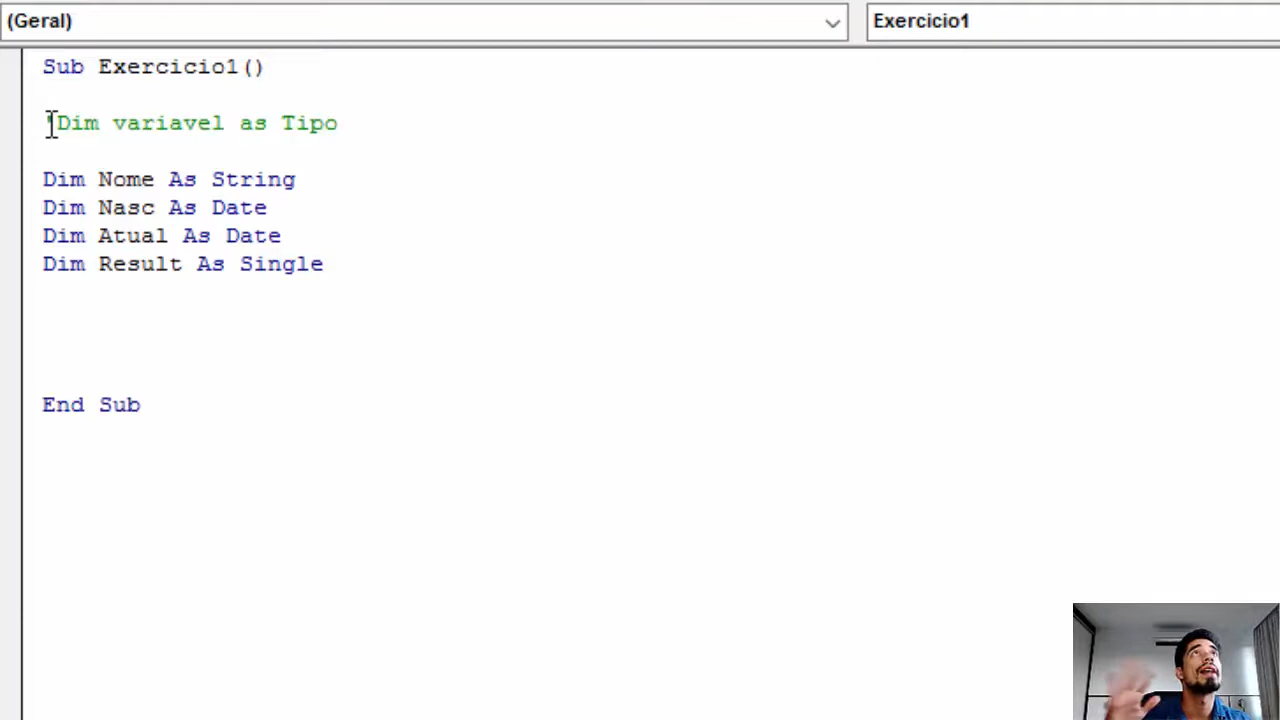 (Geral)
Exercicio1
Sub Exercicio1()
'Dim variavel as Tipo
Dim Nome As String
Dim Nasc As Date
Dim Atual As Date
Dim Result As Single
End Sub